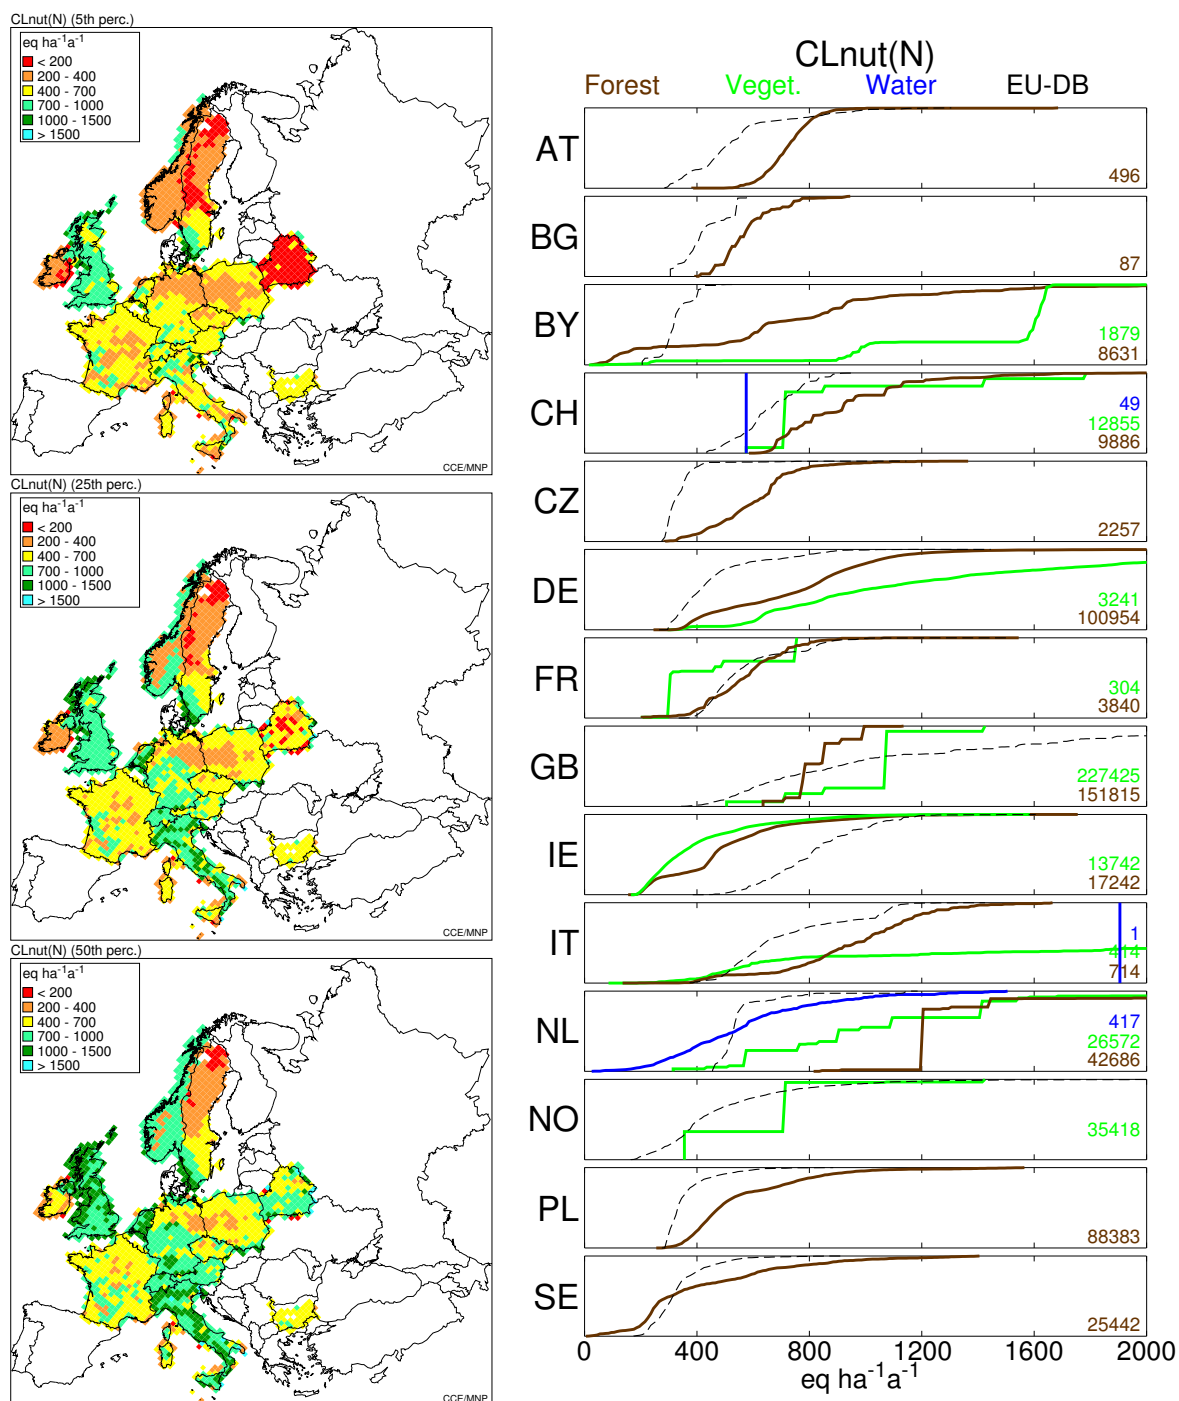 CLnut(N) (5th perc.)
eq ha-1a-1
< 200
200 - 400
400 - 700
700 - 1000
1000 - 1500
> 1500
CCE/MNP
CLnut(N) (25th perc.)
eq ha-1a-1
< 200
200 - 400
400 - 700
700 - 1000
1000 - 1500
> 1500
CCE/MNP
CLnut(N) (50th perc.)
eq ha-1a-1
< 200
200 - 400
400 - 700
700 - 1000
1000 - 1500
> 1500
CCE/MNP
CLnut(N)
Forest Veget. Water EU-DB
AT
496
BG
87
BY
1879
8631
CH
49
12855
9886
CZ
2257
DE
3241
100954
FR
304
3840
GB
227425
151815
IE
13742
17242
IT
1
414
714
NL
417
26572
42686
NO
35418
PL
88383
SE
25442
0 400 800 1200 1600 2000
eq ha-1a-1